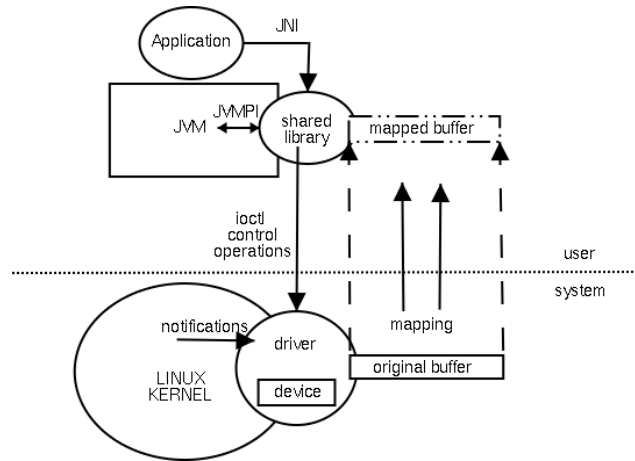 JNI
Application
JVMPI
JVM
shared
library
mapped buffer
ioctl
control
operations
user
system
notifications
mapping
driver
original buffer
LINUX
KERNEL
device